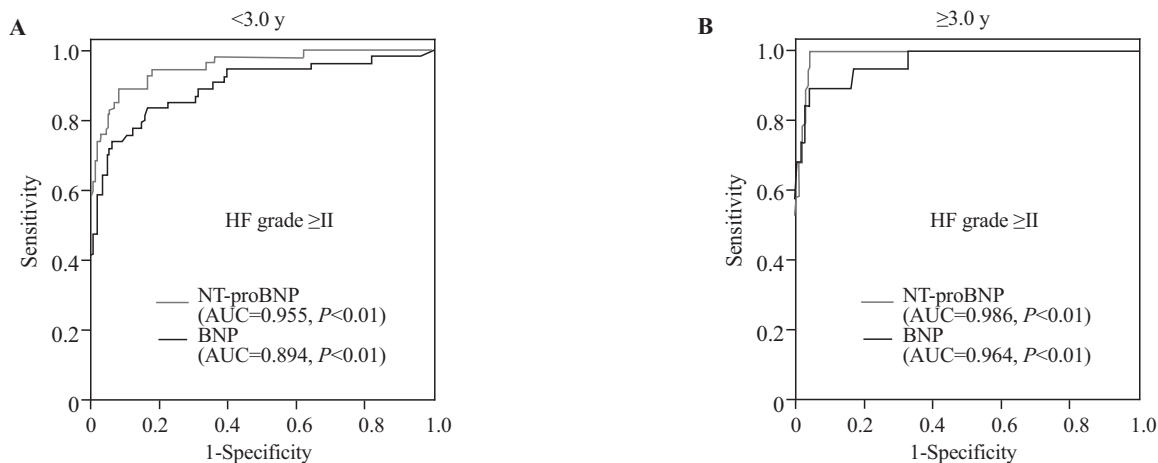 A
<3.0 y
1.0
0.8
0.6
0.4
0.2
0
Sensitivity
HF grade ≥II
NT-proBNP
(AUC=0.955, P<0.01)
BNP
(AUC=0.894, P<0.01)
0 0.2 0.4 0.6 0.8 1.0
1-Specificity
B
≥3.0 y
1.0
0.8
0.6
0.4
0.2
0
Sensitivity
HF grade ≥II
NT-proBNP
(AUC=0.986, P<0.01)
BNP
(AUC=0.964, P<0.01)
0 0.2 0.4 0.6 0.8 1.0
1-Specificity